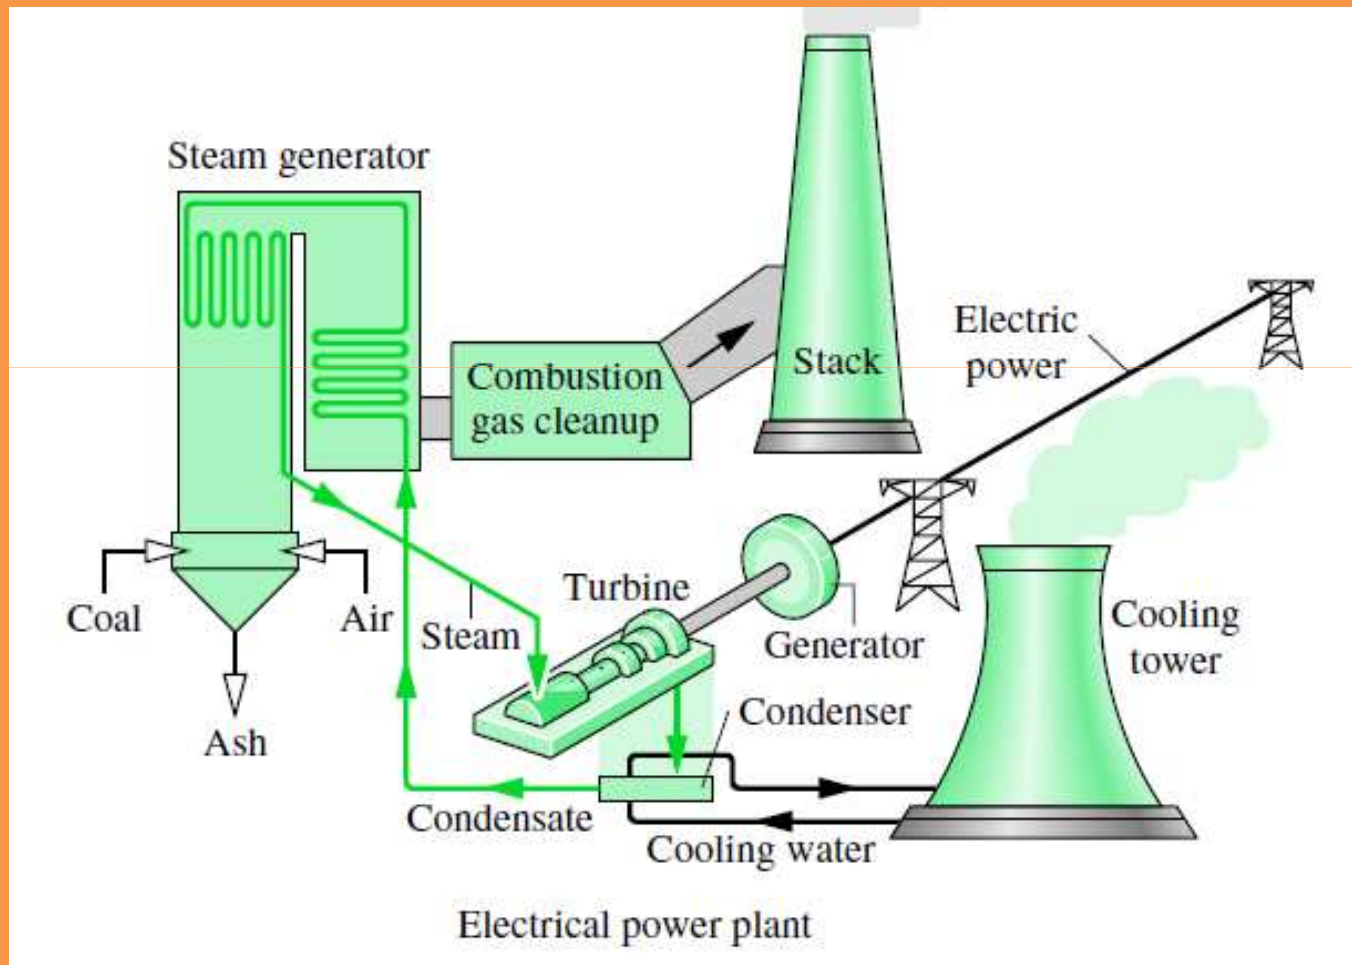 Steam generator
Combustion
gas cleanup
Stack
Electric
power
Coal
Air
Steam
Turbine
Generator
Cooling
tower
Ash
Condenser
Condensate
Cooling water
Electrical power plant